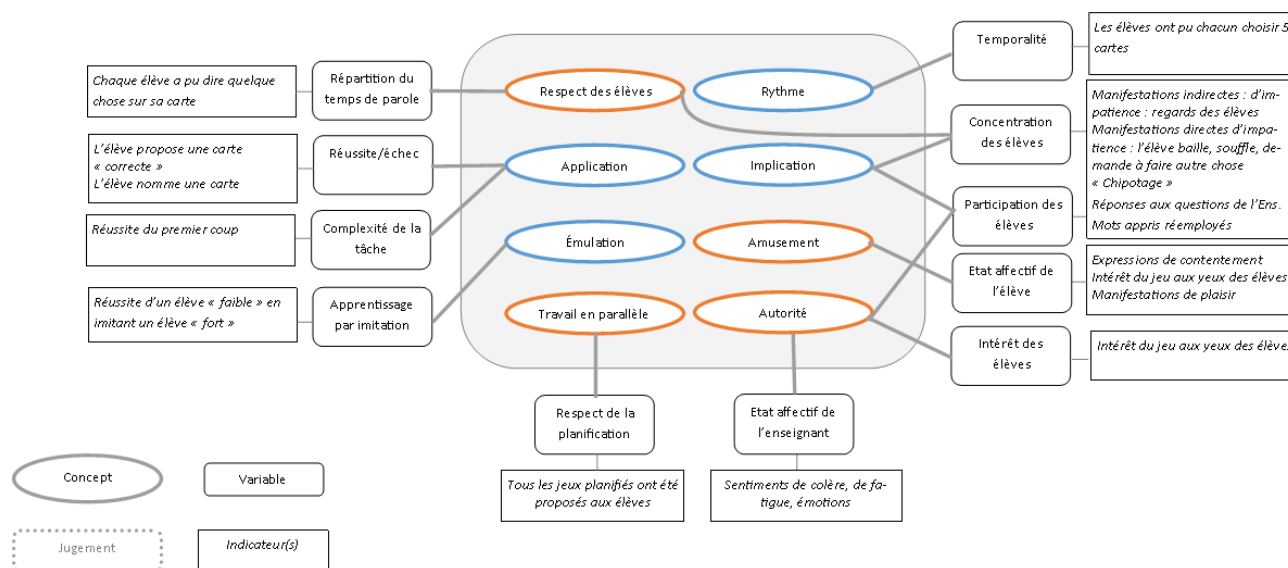 Temporalité
Les élèves ont pu chacun choisir 5
cartes
Chaque élève a pu dire quelque
chose sur sa carte
Répartition du
temps de parole
Respect des élèves
Rythme
Concentration
des élèves
Manifestations indirectes : d'im-
patience : regards des élèves
Manifestations directes d'impa-
tience : l'élève baille, souffle, de-
mande à faire autre chose
« Chipotage »
L'élève propose une carte
« correcte »
L'élève nomme une carte
Réussite/échec
Application
Implication
Participation des
élèves
Réponses aux questions de l'Ens.
Mots appris réemployés
Réussite du premier coup
Complexité de la
tâche
Émulation
Amusement
Etat affectif de
l'élève
Expressions de contentement
Intérêt du jeu aux yeux des élèves
Manifestations de plaisir
Réussite d'un élève « faible » en
imitant un élève « fort »
Apprentissage
par imitation
Travail en parallèle
Autorité
Intérêt des
élèves
Intérêt du jeu aux yeux des élèves
Respect de la
planification
Etat affectif de
l'enseignant
Tous les jeux planifiés ont été
proposés aux élèves
Sentiments de colère, de fa-
tigue, émotions
Concept
Variable
Jugement
Indicateur(s)